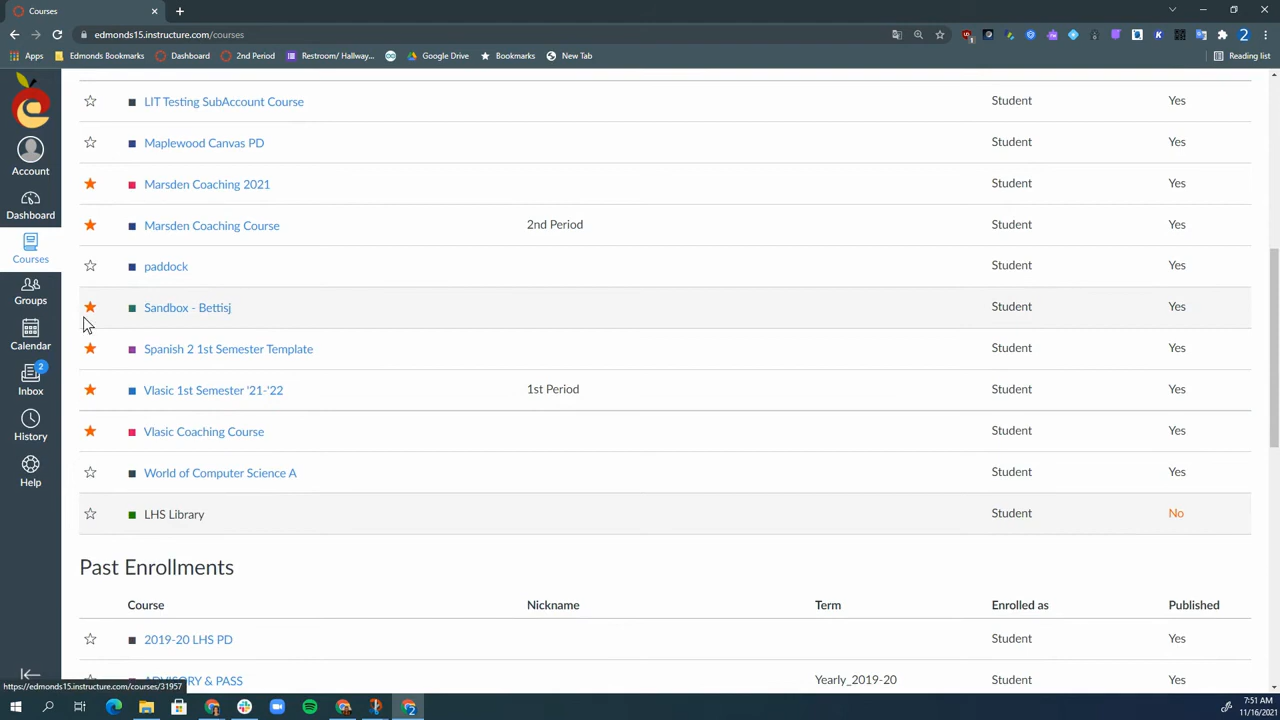 Courses
edmonds15.instructure.com/courses
Apps Edmonds Bookmarks Dashboard 2nd Period Restroom/ Hallway... Google Drive Bookmarks New Tab Reading list
LIT Testing SubAccount Course Student Yes
Maplewood Canvas PD Student Yes
Marsden Coaching 2021 Student Yes
Marsden Coaching Course 2nd Period Student Yes
paddock Student Yes
Sandbox - Bettisj Student Yes
Spanish 2 1st Semester Template Student Yes
Vlasic 1st Semester '21-'22 1st Period Student Yes
Vlasic Coaching Course Student Yes
World of Computer Science A Student Yes
LHS Library Student No
Past Enrollments
Course Nickname Term Enrolled as Published
2019-20 LHS PD Student Yes
ADVISORY & PASS Yearly_2019-20 Student Yes
Account
Dashboard
Courses
Groups
Calendar
2
Inbox
History
Help
https://edmonds15.instructure.com/courses/31957
7:51 AM
11/16/2021